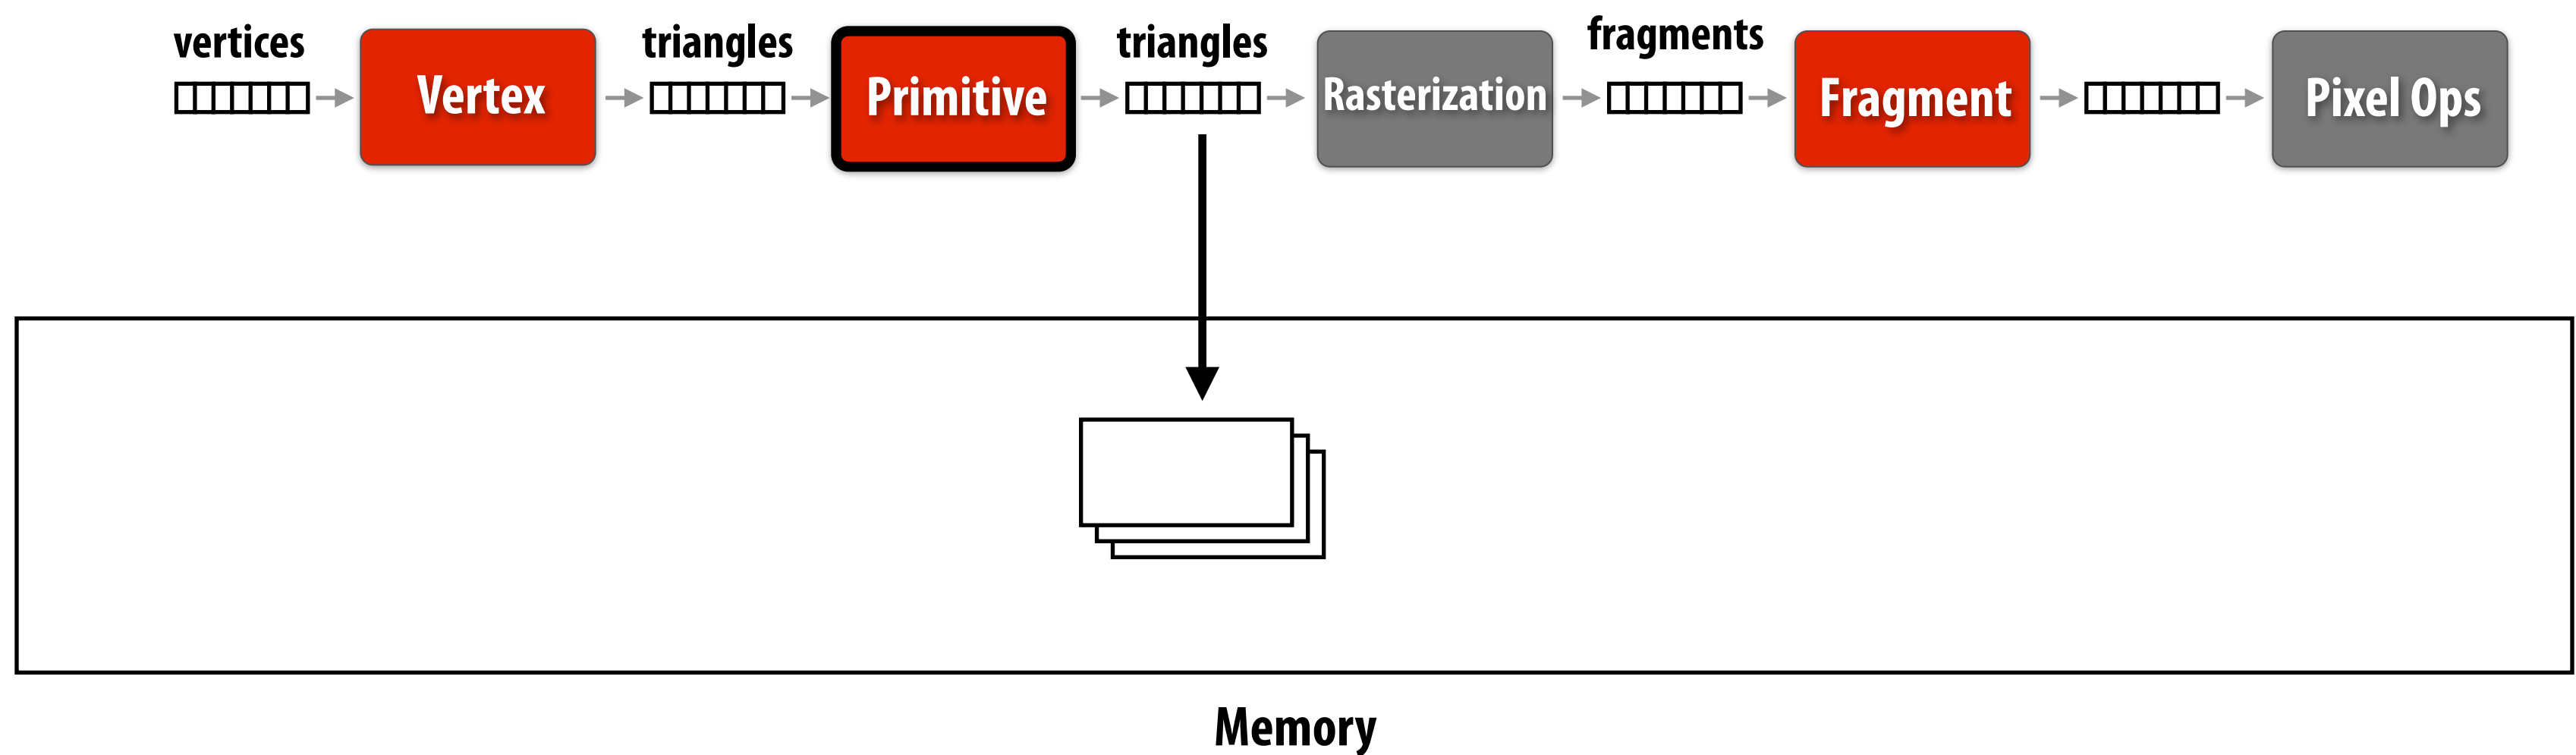 vertices
triangles
triangles
fragments
Vertex
Primitive
Rasterization
Fragment
Pixel Ops
Memory